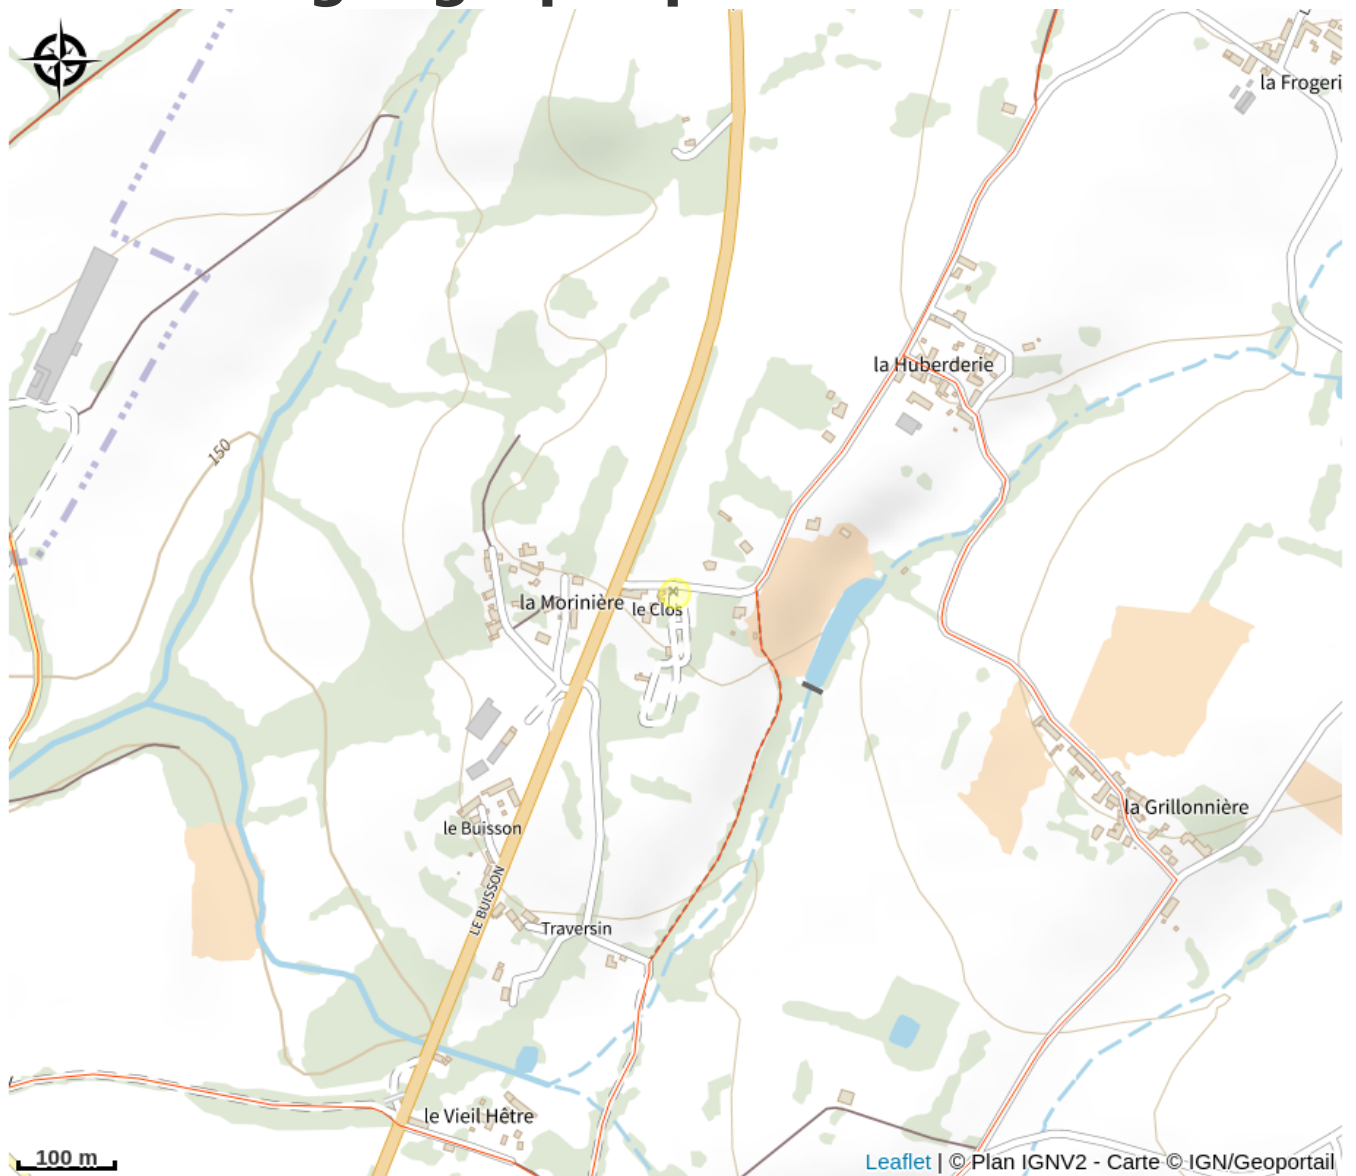 la Frogeri
la Huberderie
150
la Morinière
le Clos
la Grillonnière
le Buisson
LE BUISSON
Traversin
le Vieil Hêtre
100 m
Leaflet | © Plan IGNV2 - Carte © IGN/Geoportail